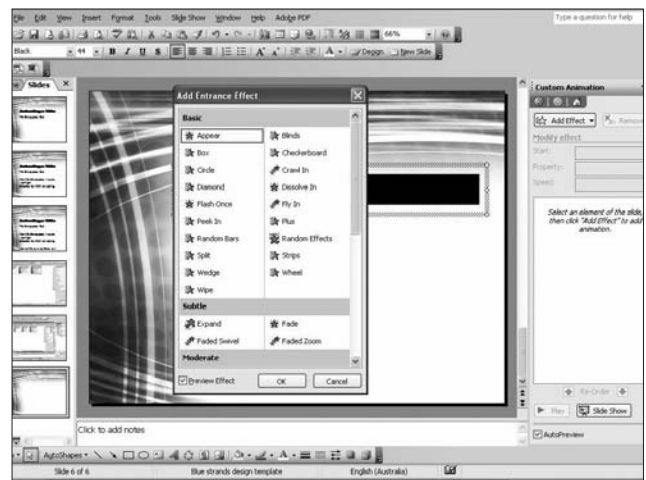 File Edit View Insert Format Tools Slide Show Window Help Adobe PDF
Type a question for help
66%
Black 44 B I U S Design New Slide
Slides
Add Entrance Effect
Basic
Appear Blinds
Box Checkerboard
Circle Crawl In
Diamond Dissolve In
Flash Once Fly In
Peek In Plus
Random Bars Random Effects
Split Strips
Wedge Wheel
Wipe
Subtle
Expand Fade
Faded Swivel Faded Zoom
Moderate
Preview Effect OK Cancel
Custom Animation
Add Effect Remove
Modify effect
Start:
Property:
Speed:
Select an element of the slide,
then click "Add Effect" to add
animation.
Re-Order
Play Slide Show
AutoPreview
Click to add notes
AutoShapes
Slide 6 of 6 Blue strands design template English (Australia)